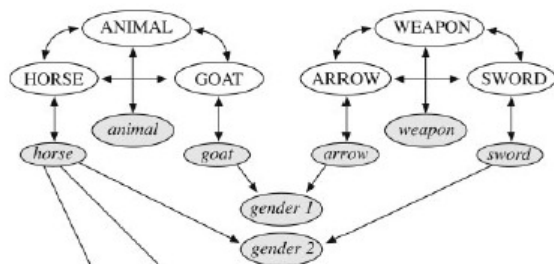 ANIMAL WEAPON
HORSE GOAT ARROW SWORD
animal weapon
horse goat arrow sword
gender 1
gender 2